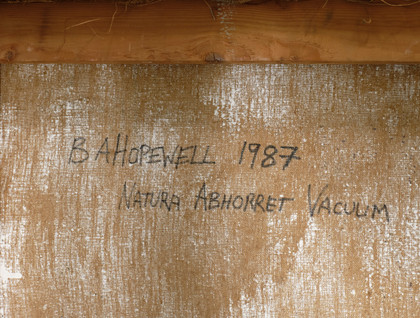 B A HOPEWELL 1987
NATURA ABHORRET VACUUM